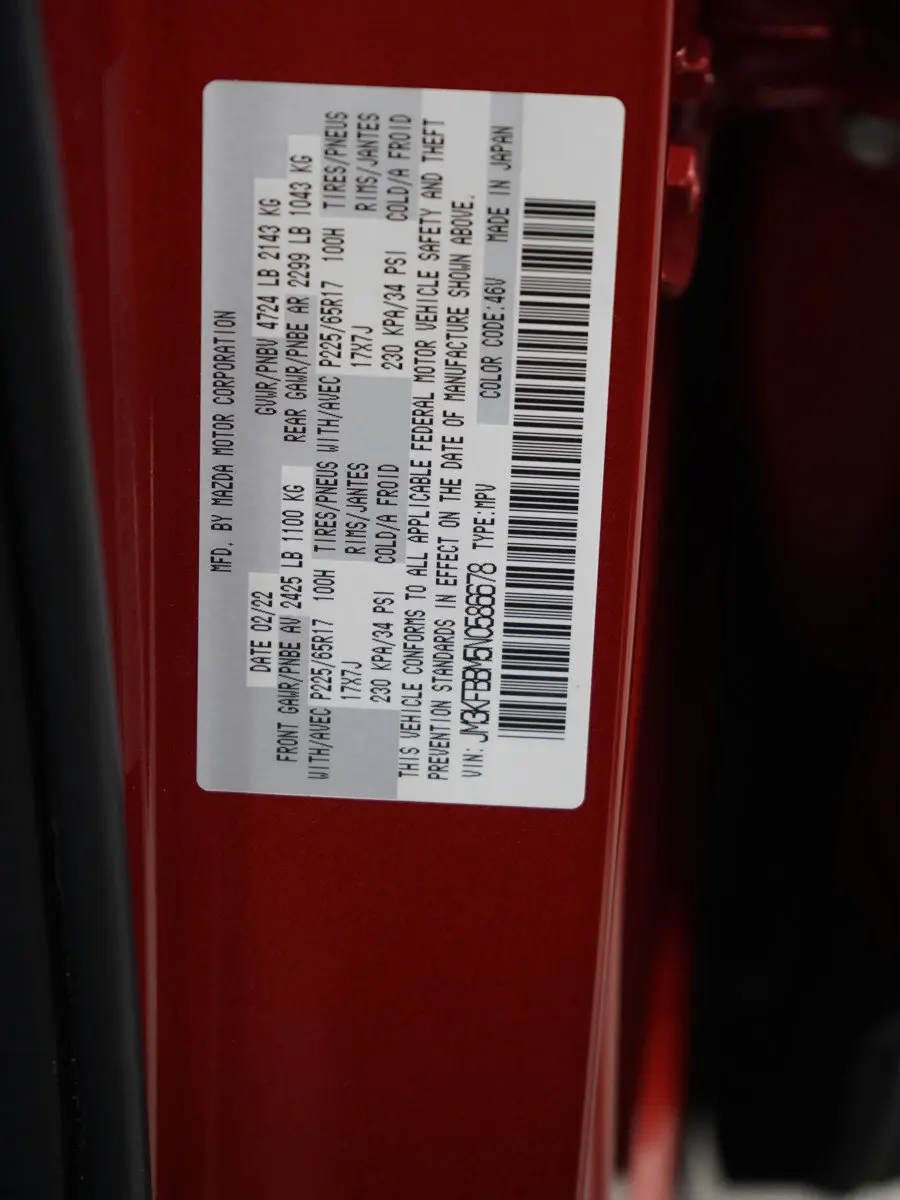 MFD. BY MAZDA MOTOR CORPORATION
DATE 02/22 GVWR/PNBV 4724 LB 2143 KG
FRONT GAWR/PNBE AV 2425 LB 1100 KG REAR GAWR/PNBE AR 2299 LB 1043 KG
WITH/AVEC P225/65R17 100H TIRES/PNEUS WITH/AVEC P225/65R17 100H TIRES/PNEUS
17X7J RIMS/JANTES 17X7J RIMS/JANTES
230 KPA/34 PSI COLD/A FROID 230 KPA/34 PSI COLD/A FROID
THIS VEHICLE CONFORMS TO ALL APPLICABLE FEDERAL MOTOR VEHICLE SAFETY AND THEFT
PREVENTION STANDARDS IN EFFECT ON THE DATE OF MANUFACTURE SHOWN ABOVE.
VIN: JM3KFBBM5N0586678 TYPE:MPV COLOR CODE:46V MADE IN JAPAN